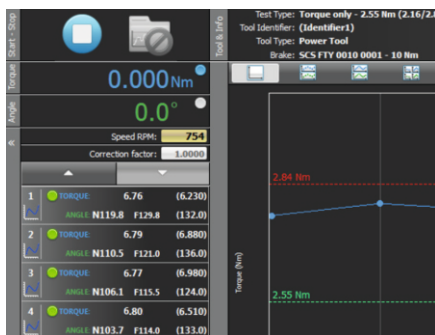 Start - Stop
Torque
Angle
0.000 Nm
0.0°
Speed RPM: 754
Correction factor: 1.0000
1 TORQUE: 6.76 (6.230)
ANGLE: N119.8 F129.8 (132.0)
2 TORQUE: 6.79 (6.880)
ANGLE: N110.5 F121.0 (136.0)
3 TORQUE: 6.77 (6.980)
ANGLE: N106.1 F115.5 (124.0)
4 TORQUE: 6.80 (6.510)
ANGLE: N103.7 F114.0 (133.0)
Tool & Info
Test Type: Torque only - 2.55 Nm (2.16/2.8
Tool Identifier: (Identifier1)
Tool Type: Power Tool
Brake: SCS FTY 0010 0001 - 10 Nm
2.84 Nm
Torque (Nm)
2.55 Nm